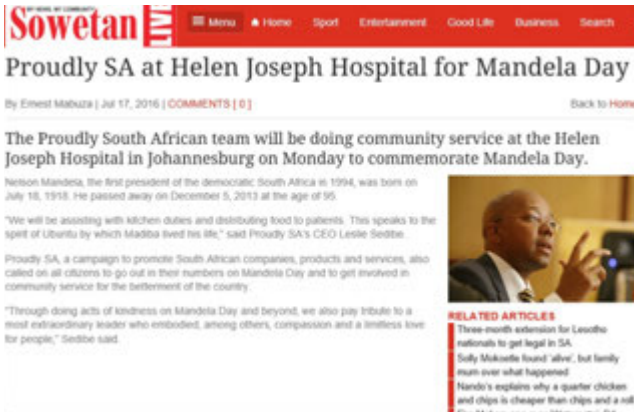 MY NEWS, MY COMMUNITY
Sowetan LIVE
Menu Home Sport Entertainment Good Life Business Search
Proudly SA at Helen Joseph Hospital for Mandela Day
By Ernest Mabuza | Jul 17, 2016 | COMMENTS [ 0 ]
Back to Home
The Proudly South African team will be doing community service at the Helen
Joseph Hospital in Johannesburg on Monday to commemorate Mandela Day.
Nelson Mandela, the first president of the democratic South Africa in 1994, was born on
July 18, 1918. He passed away on December 5, 2013 at the age of 95.
"We will be assisting with kitchen duties and distributing food to patients. This speaks to the
spirit of Ubuntu by which Madiba lived his life," said Proudly SA's CEO Leslie Sedibe.
Proudly SA, a campaign to promote South African companies, products and services, also
called on all citizens to go out in their numbers on Mandela Day and to get involved in
community service for the betterment of the country.
"Through doing acts of kindness on Mandela Day and beyond, we also pay tribute to a
most extraordinary leader who embodied, among others, compassion and a limitless love
for people," Sedibe said.
RELATED ARTICLES
Three-month extension for Lesotho
nationals to get legal in SA
Solly Moksetle found 'alive', but family
mum over what happened
Nando's explains why a quarter chicken
and chips is cheaper than chips and a roll